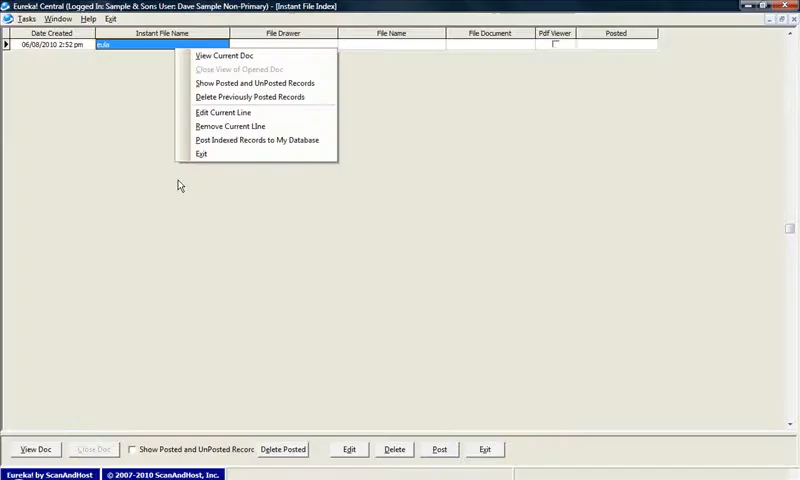 Eureka! Central (Logged In: Sample & Sons User: Dave Sample Non-Primary) - [Instant File Index]
Tasks Window Help Exit
Date Created Instant File Name File Drawer File Name File Document Pdf Viewer Posted
06/08/2010 2:52 pm eula
View Current Doc
Close View of Opened Doc
Show Posted and UnPosted Records
Delete Previously Posted Records
Edit Current Line
Remove Current LIne
Post Indexed Records to My Database
Exit
View Doc Close Doc Show Posted and UnPosted Recorc Delete Posted Edit Delete Post Exit
Eureka! by ScanAndHost © 2007-2010 ScanAndHost, Inc.